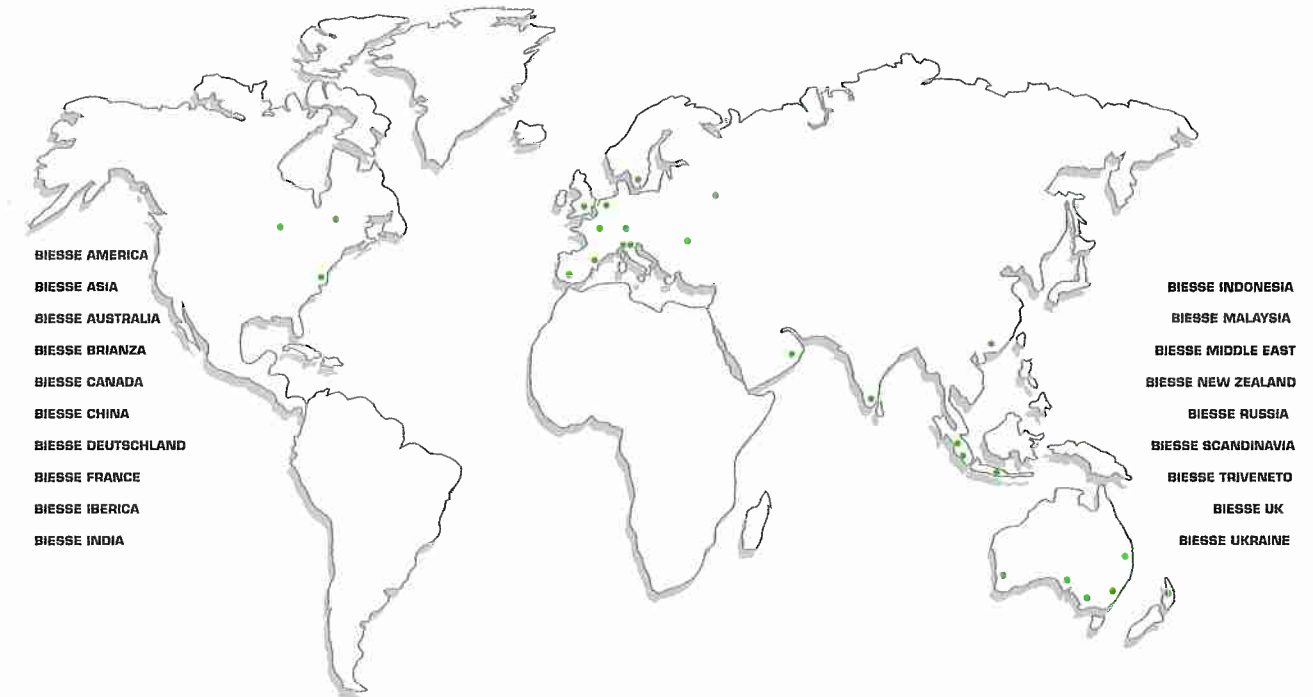 BIESSE AMERICA
BIESSE ASIA
BIESSE AUSTRALIA
BIESSE BRIANZA
BIESSE CANADA
BIESSE CHINA
BIESSE DEUTSCHLAND
BIESSE FRANCE
BIESSE IBERICA
BIESSE INDIA
BIESSE INDONESIA
BIESSE MALAYSIA
BIESSE MIDDLE EAST
BIESSE NEW ZEALAND
BIESSE RUSSIA
BIESSE SCANDINAVIA
BIESSE TRIVENETO
BIESSE UK
BIESSE UKRAINE